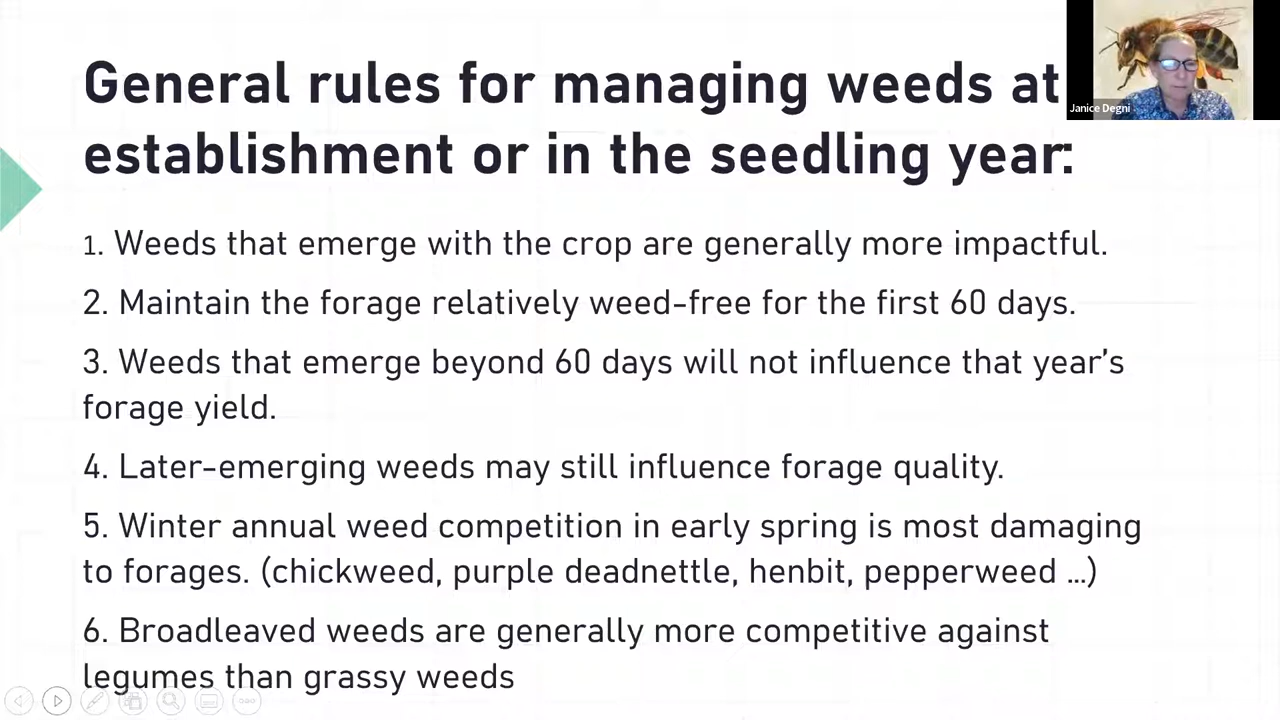 General rules for managing weeds at
establishment or in the seedling year:
Janice Degni
1. Weeds that emerge with the crop are generally more impactful.
2. Maintain the forage relatively weed-free for the first 60 days.
3. Weeds that emerge beyond 60 days will not influence that year's
forage yield.
4. Later-emerging weeds may still influence forage quality.
5. Winter annual weed competition in early spring is most damaging
to forages. (chickweed, purple deadnettle, henbit, pepperweed ...)
6. Broadleaved weeds are generally more competitive against
legumes than grassy weeds